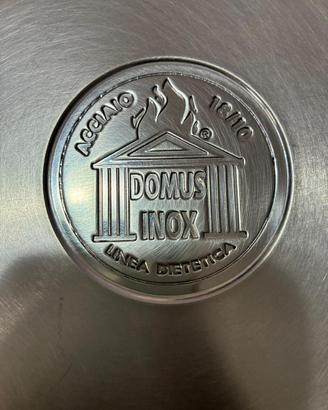 ACCIAIO 18/10
®
DOMUS
INOX
LINEA DIETETICA